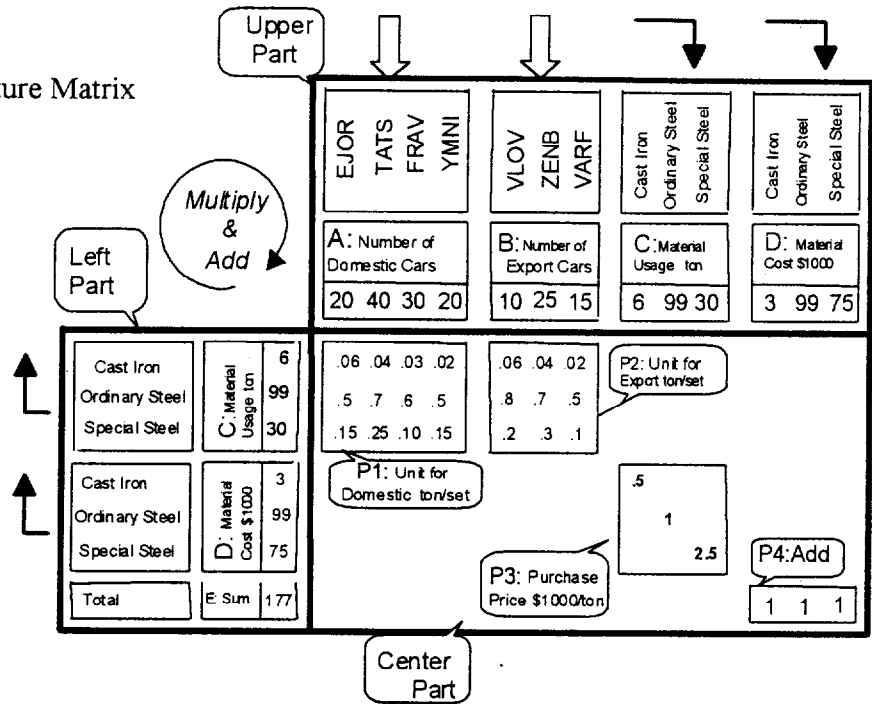 Upper
Part
ture Matrix
EJOR
TATS
FRAV
YMNI
VLOV
ZENB
VARF
Cast Iron
Ordinary Steel
Special Steel
Cast Iron
Ordinary Steel
Special Steel
Multiply
&
Add
Left
Part
A: Number of
Domestic Cars
20 40 30 20
B: Number of
Export Cars
10 25 15
C: Material
Usage ton
6 99 30
D: Material
Cost $1000
3 99 75
Cast Iron
Ordinary Steel
Special Steel
C: Material
Usage ton
6
99
30
.06 .04 .03 .02
.5 .7 .6 .5
.15 .25 .10 .15
.06 .04 .02
.8 .7 .5
.2 .3 .1
P2: Unit for
Export ton/set
P1: Unit for
Domestic ton/set
Cast Iron
Ordinary Steel
Special Steel
D: Material
Cost $1000
3
99
75
.5
1
2.5
P3: Purchase
Price $1000/ton
P4: Add
1 1 1
Total
E: Sum
177
Center
Part